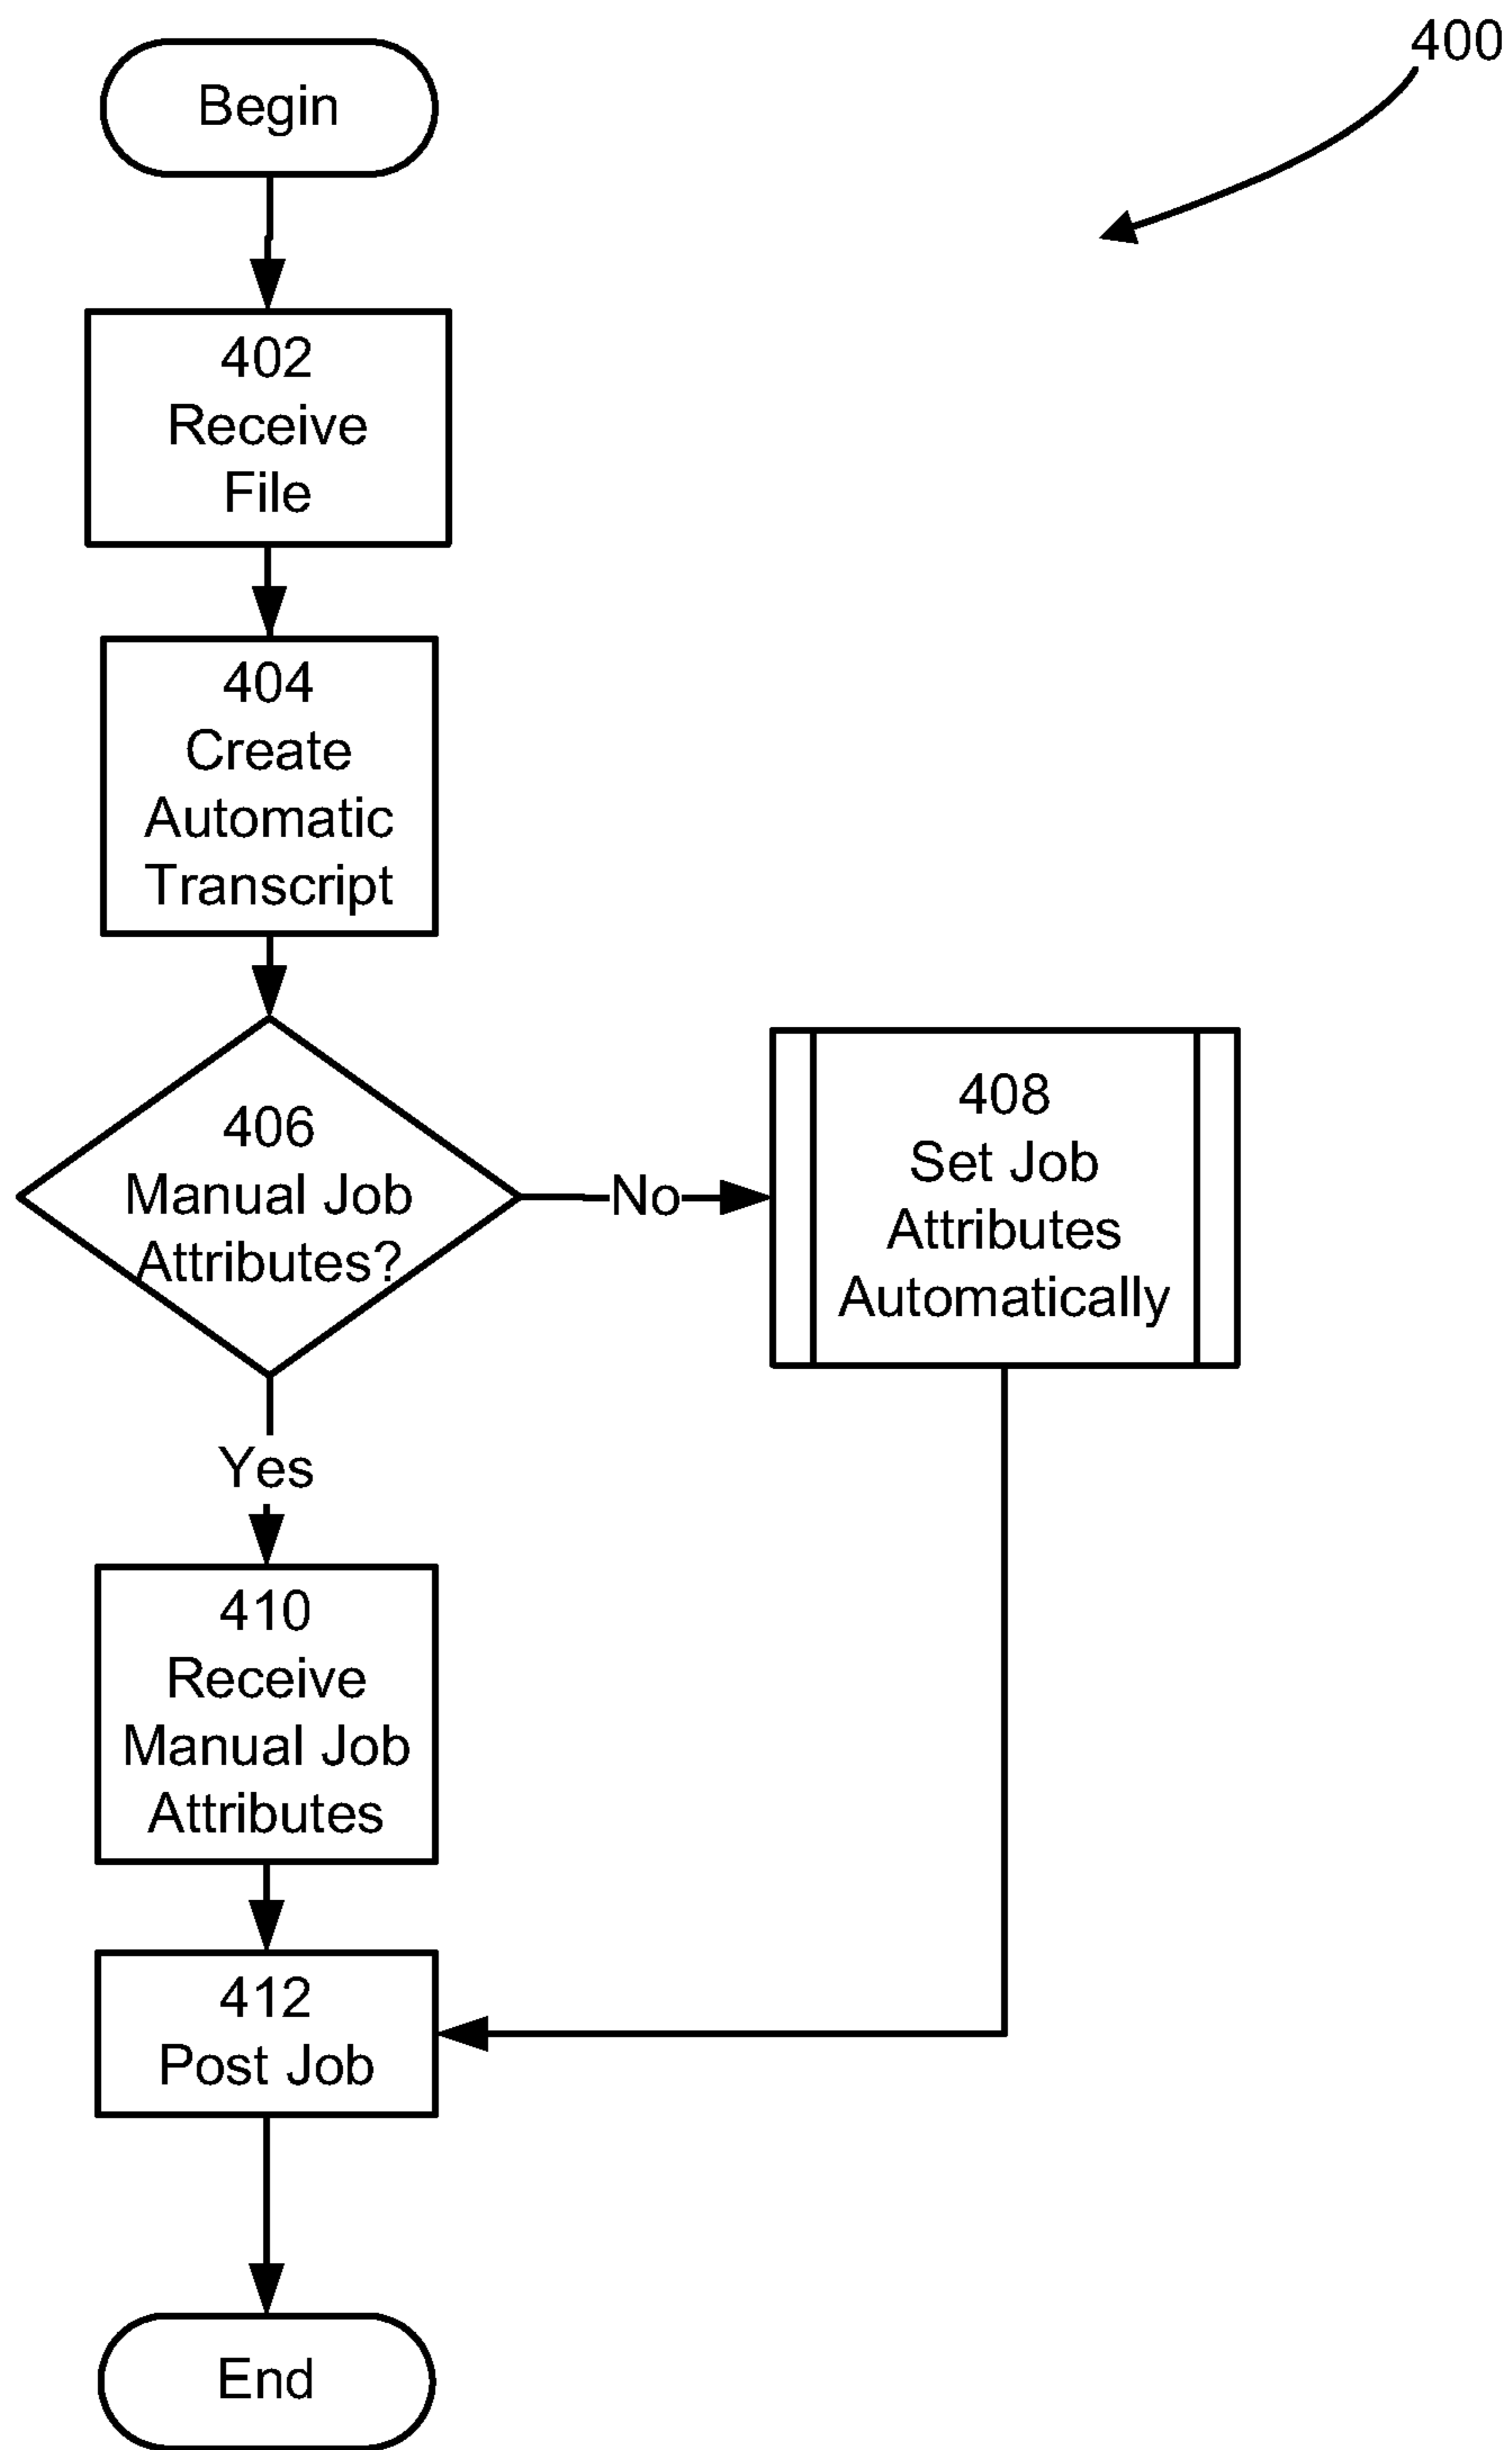 400
Begin
402
Receive
File
404
Create
Automatic
Transcript
406
Manual Job
Attributes?
No
408
Set Job
Attributes
Automatically
Yes
410
Receive
Manual Job
Attributes
412
Post Job
End